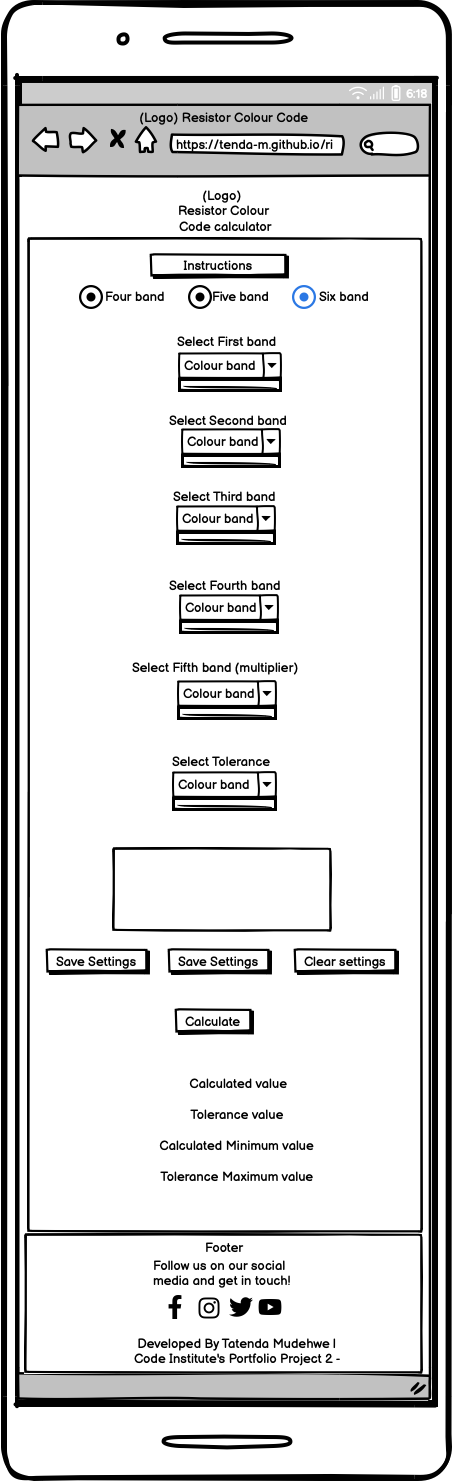 6:18
(Logo) Resistor Colour Code
https://tenda-m.github.io/ri
(Logo)
Resistor Colour
Code calculator
Instructions
Four band Five band Six band
Select First band
Colour band
Select Second band
Colour band
Select Third band
Colour band
Select Fourth band
Colour band
Select Fifth band (multiplier)
Colour band
Select Tolerance
Colour band
Save Settings Save Settings Clear settings
Calculate
Calculated value
Tolerance value
Calculated Minimum value
Tolerance Maximum value
Footer
Follow us on our social
media and get in touch!
Developed By Tatenda Mudehwe |
Code Institute's Portfolio Project 2 -